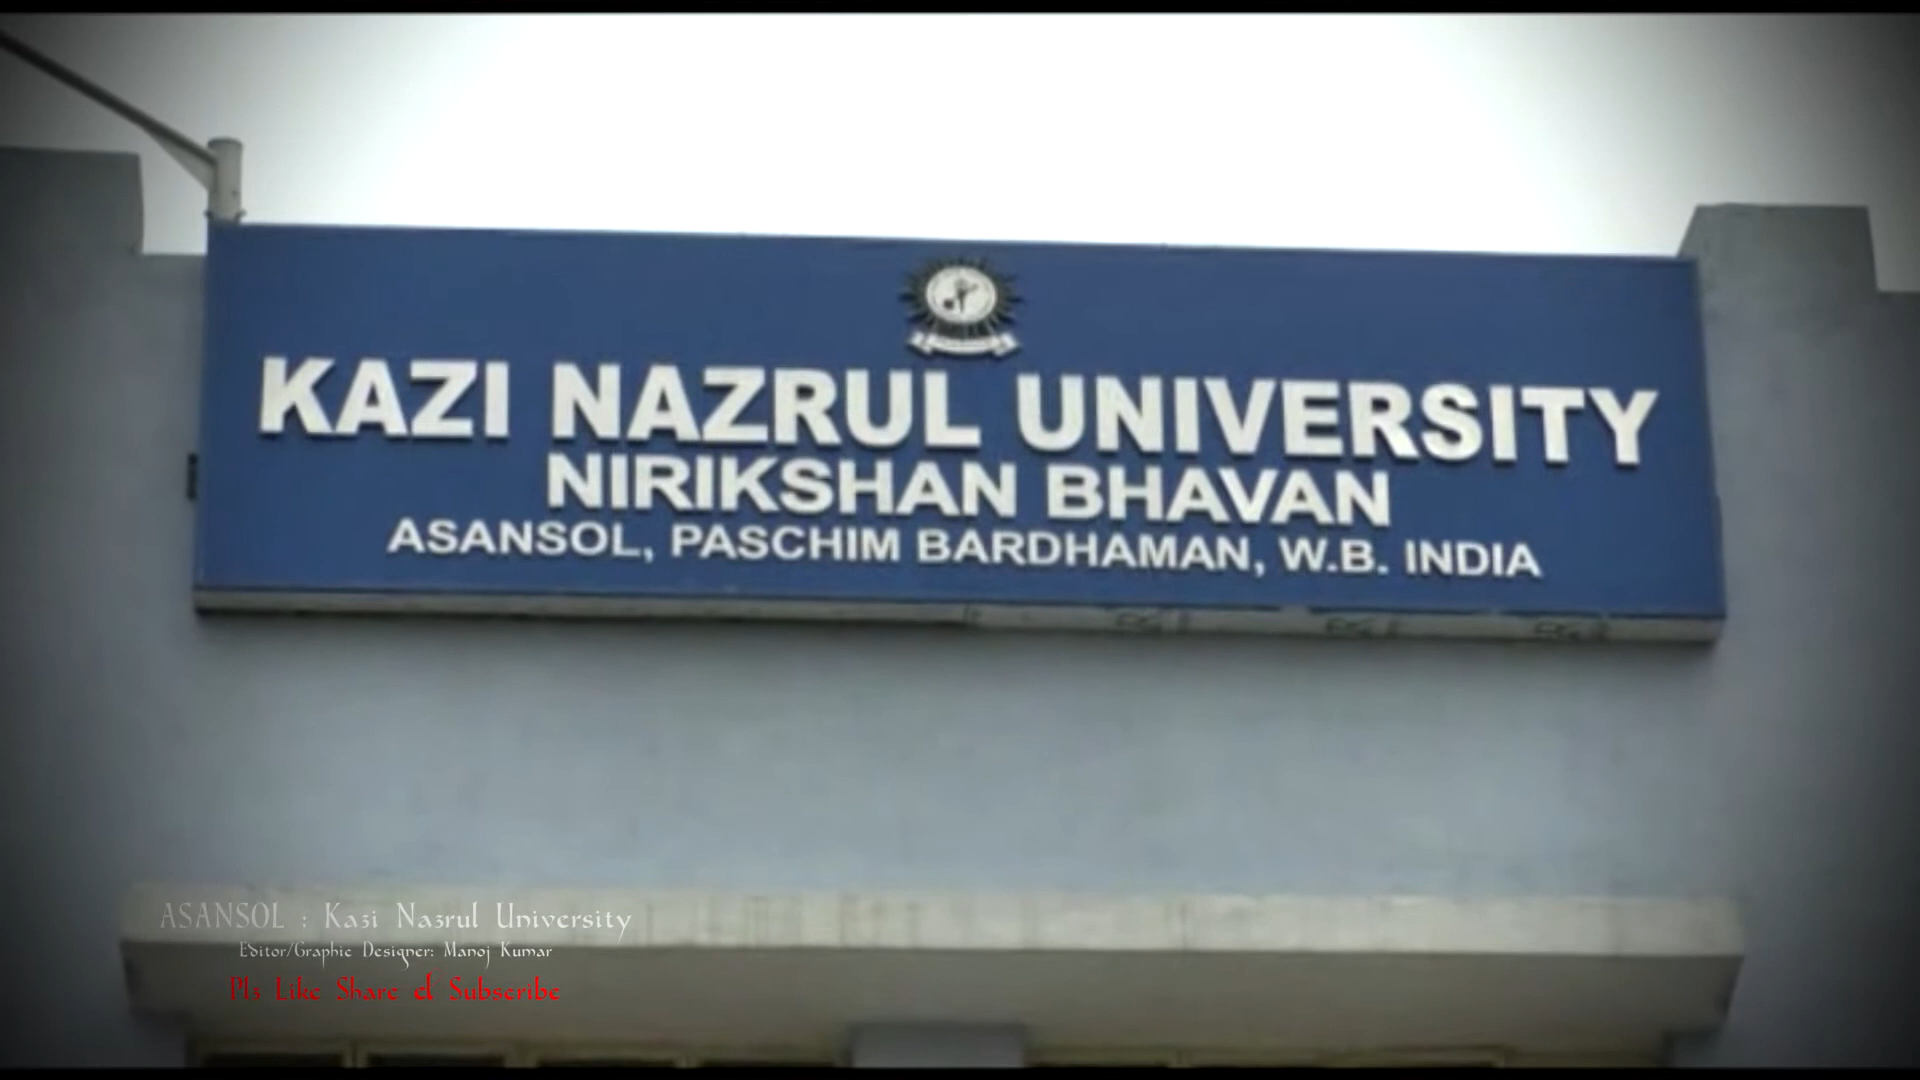 KAZI NAZRUL UNIVERSITY
NIRIKSHAN BHAVAN
ASANSOL, PASCHIM BARDHAMAN, W.B. INDIA
ASANSOL : Kazi Nazrul University
Editor/Graphic Designer: Manoj Kumar
Pls Like Share & Subscribe